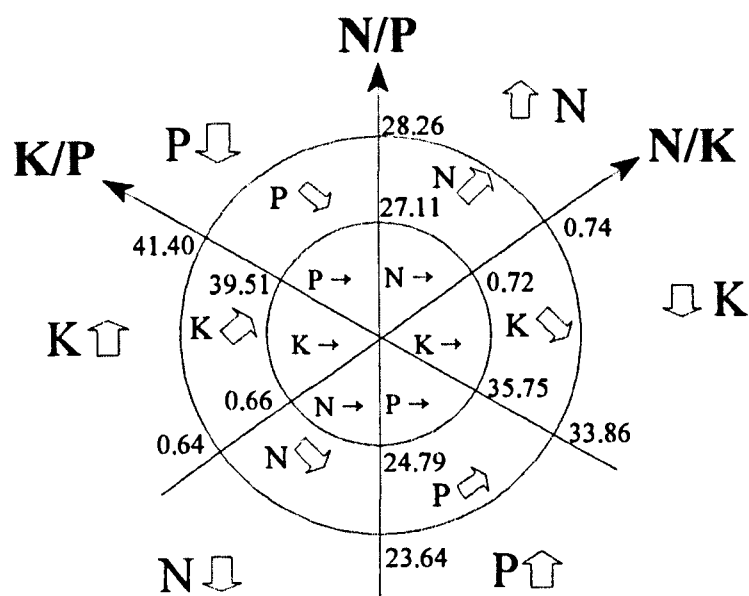 N/P
N
28.26
P
N/K
K/P
N
P
27.11
0.74
41.40
39.51
P → N →
0.72
K
K
K
K
K → K →
35.75
0.66
N → P →
33.86
0.64
N
24.79
P
23.64
N
P